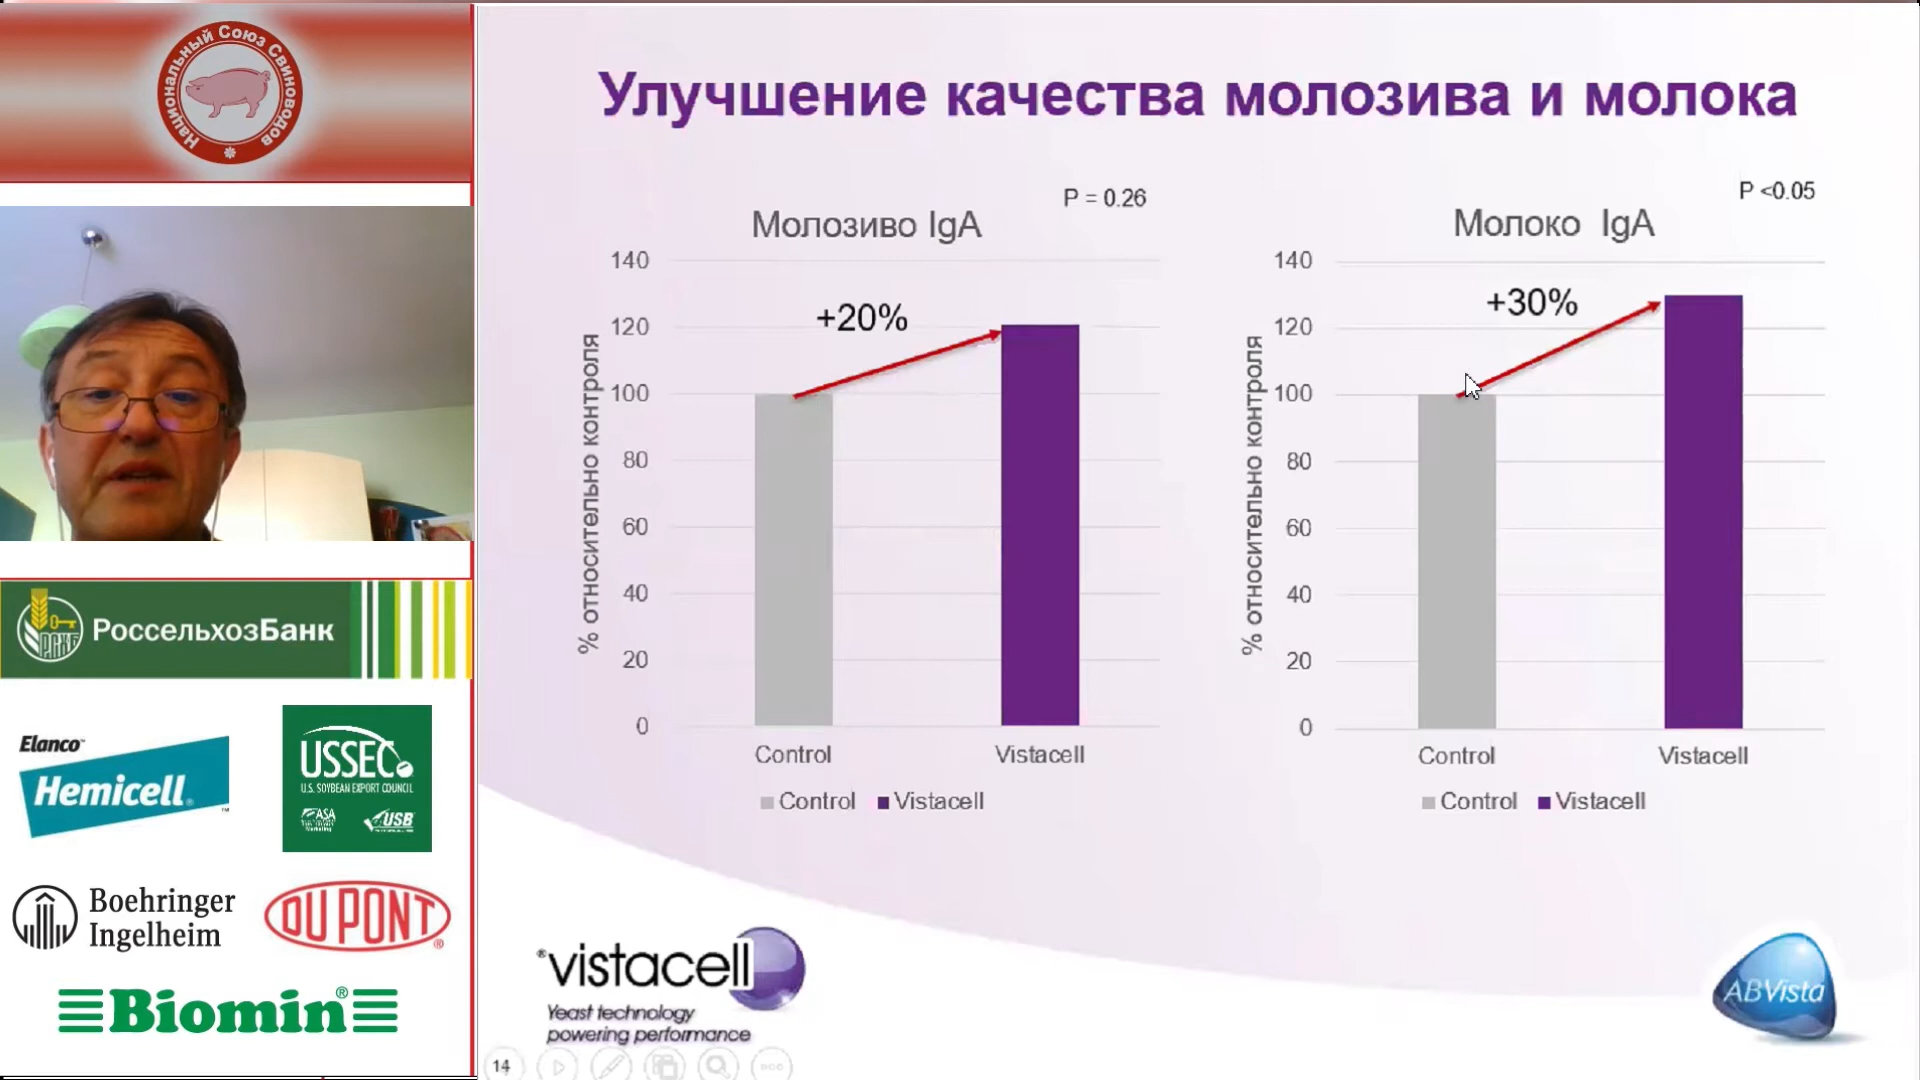 Национальный Союз Свиноводов
РоссельхозБанк
РСХБ
Elanco™
Hemicell®
USSEC
U.S. SOYBEAN EXPORT COUNCIL
ASA
Marketing
USB
Boehringer
Ingelheim
DUPONT®
Biomin®
Улучшение качества молозива и молока
P = 0.26
Молозиво IgA
140
+20%
120
100
80
60
40
20
0
% относительно контроля
Control
Vistacell
Control
Vistacell
P <0.05
Молоко IgA
140
+30%
120
100
80
60
40
20
0
% относительно контроля
Control
Vistacell
Control
Vistacell
®vistacell
Yeast technology
powering performance
ABVista
14